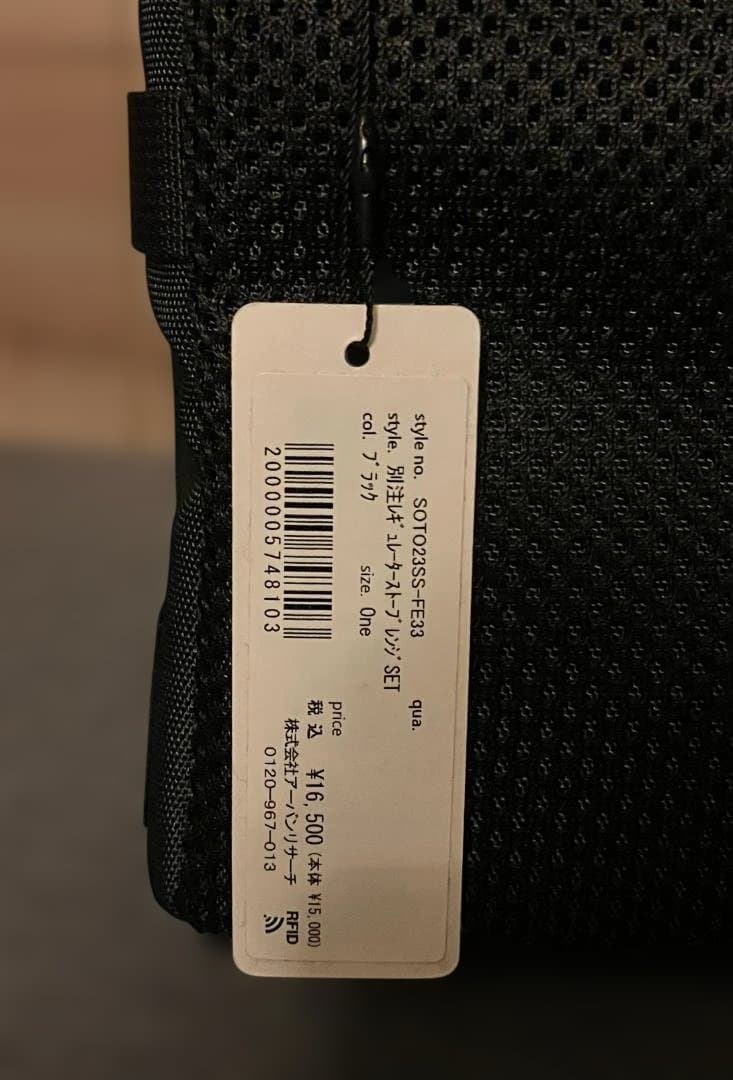 style no. SOTO23SS-FE33 qua.
style. 別注ﾚｷﾞｭﾚｰﾀｰｽﾄｰﾌﾞ ﾚﾝｼﾞSET
col. ﾌﾞﾗｯｸ size. One
2000005748103
price
税込 ¥16,500 (本体 ¥15,000)
株式会社アーバンリサーチ
0120-967-013
RFID